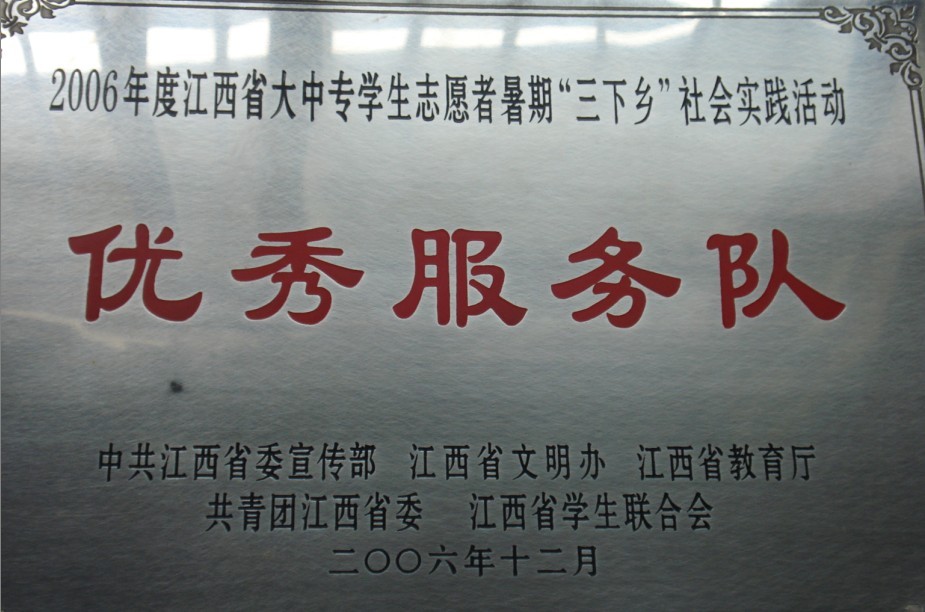 2006年度江西省大中专学生志愿者暑期“三下乡”社会实践活动
优秀服务队
中共江西省委宣传部 江西省文明办 江西省教育厅
共青团江西省委 江西省学生联合会
二〇〇六年十二月